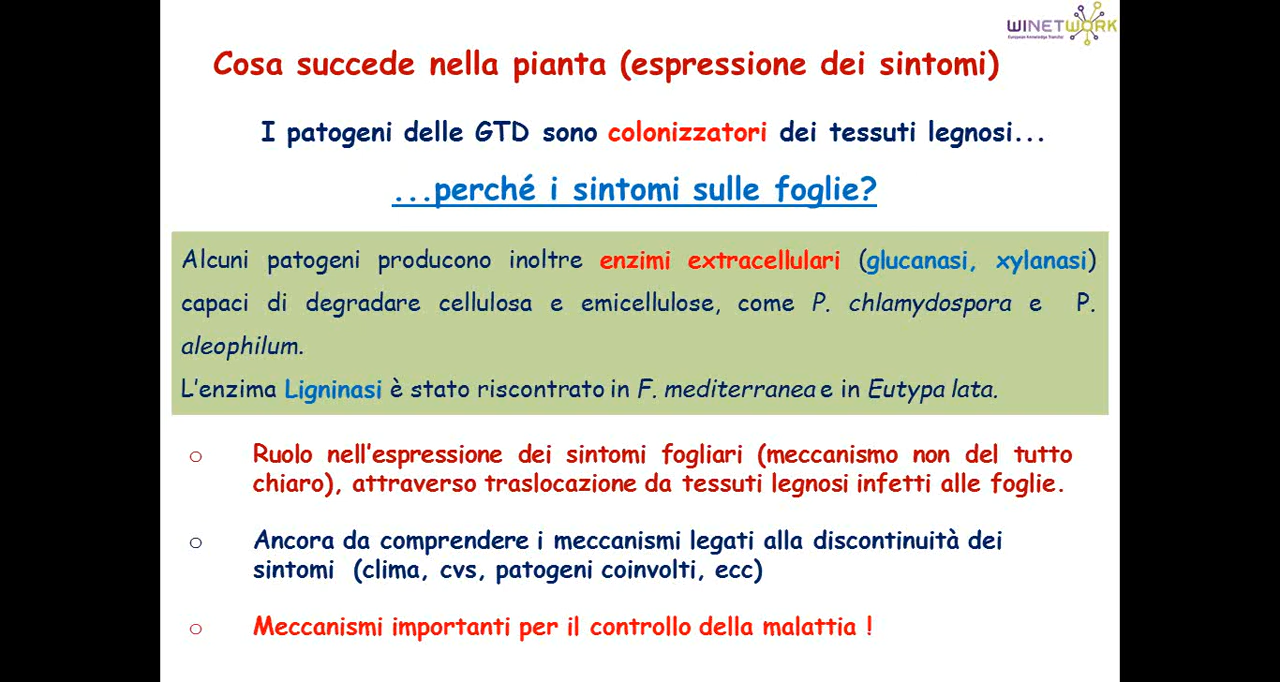 WINETWORK
European Knowledge Transfer
Cosa succede nella pianta (espressione dei sintomi)
I patogeni delle GTD sono colonizzatori dei tessuti legnosi...
...perché i sintomi sulle foglie?
Alcuni patogeni producono inoltre enzimi extracellulari (glucanasi, xylanasi)
capaci di degradare cellulosa e emicellulose, come P. chlamydospora e P.
aleophilum.
L'enzima Ligninasi è stato riscontrato in F. mediterranea e in Eutypa lata.
o Ruolo nell'espressione dei sintomi fogliari (meccanismo non del tutto
chiaro), attraverso traslocazione da tessuti legnosi infetti alle foglie.
o Ancora da comprendere i meccanismi legati alla discontinuità dei
sintomi (clima, cvs, patogeni coinvolti, ecc)
o Meccanismi importanti per il controllo della malattia !